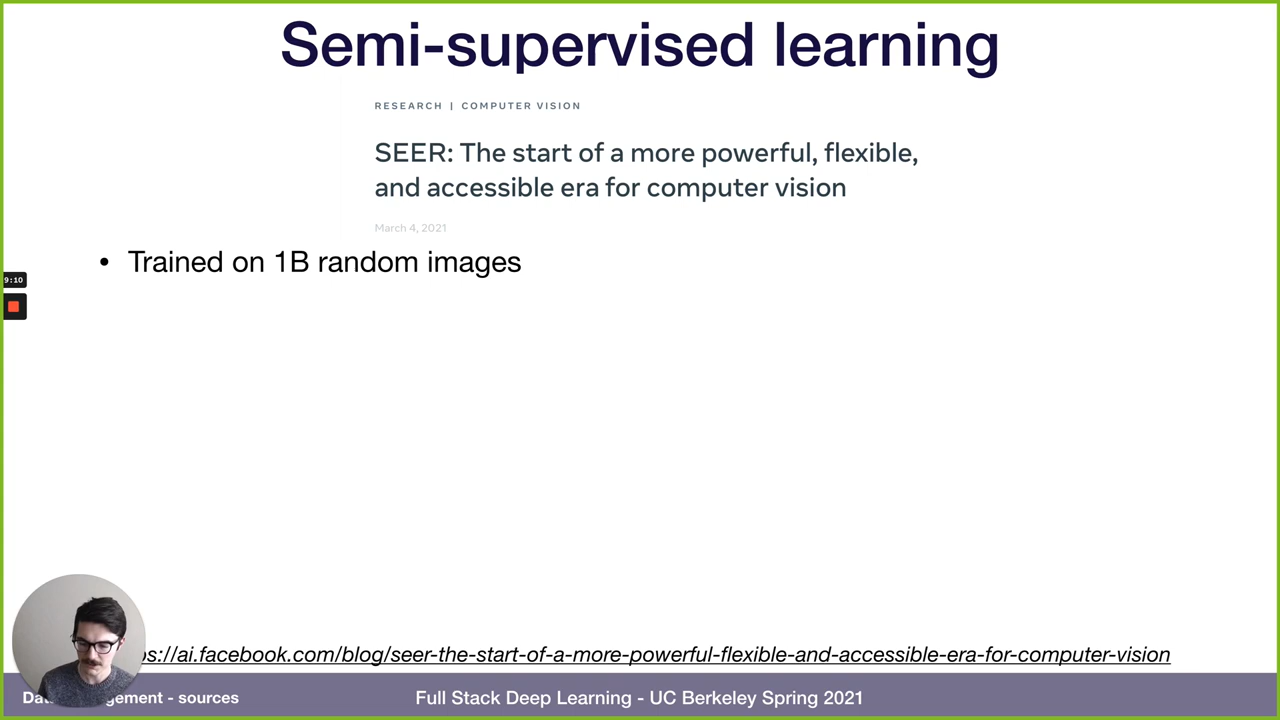 Semi-supervised learning
RESEARCH | COMPUTER VISION
SEER: The start of a more powerful, flexible,
and accessible era for computer vision
March 4, 2021
• Trained on 1B random images
9:10
ps://ai.facebook.com/blog/seer-the-start-of-a-more-powerful-flexible-and-accessible-era-for-computer-vision
gement - sources
Full Stack Deep Learning - UC Berkeley Spring 2021